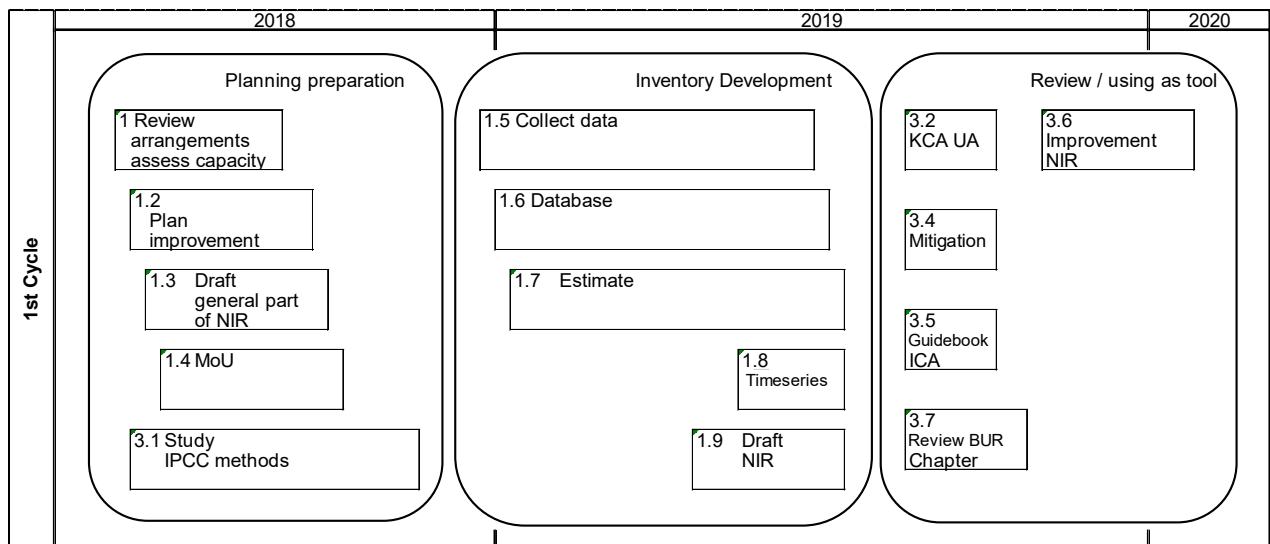 2018
2019
2020
1st Cycle
Planning preparation
1 Review
arrangements
assess capacity
1.2
Plan
improvement
1.3 Draft
general part
of NIR
1.4 MoU
3.1 Study
IPCC methods
Inventory Development
1.5 Collect data
1.6 Database
1.7 Estimate
1.8
Timeseries
1.9 Draft
NIR
Review / using as tool
3.2
KCA UA
3.4
Mitigation
3.5
Guidebook
ICA
3.7
Review BUR
Chapter
3.6
Improvement
NIR